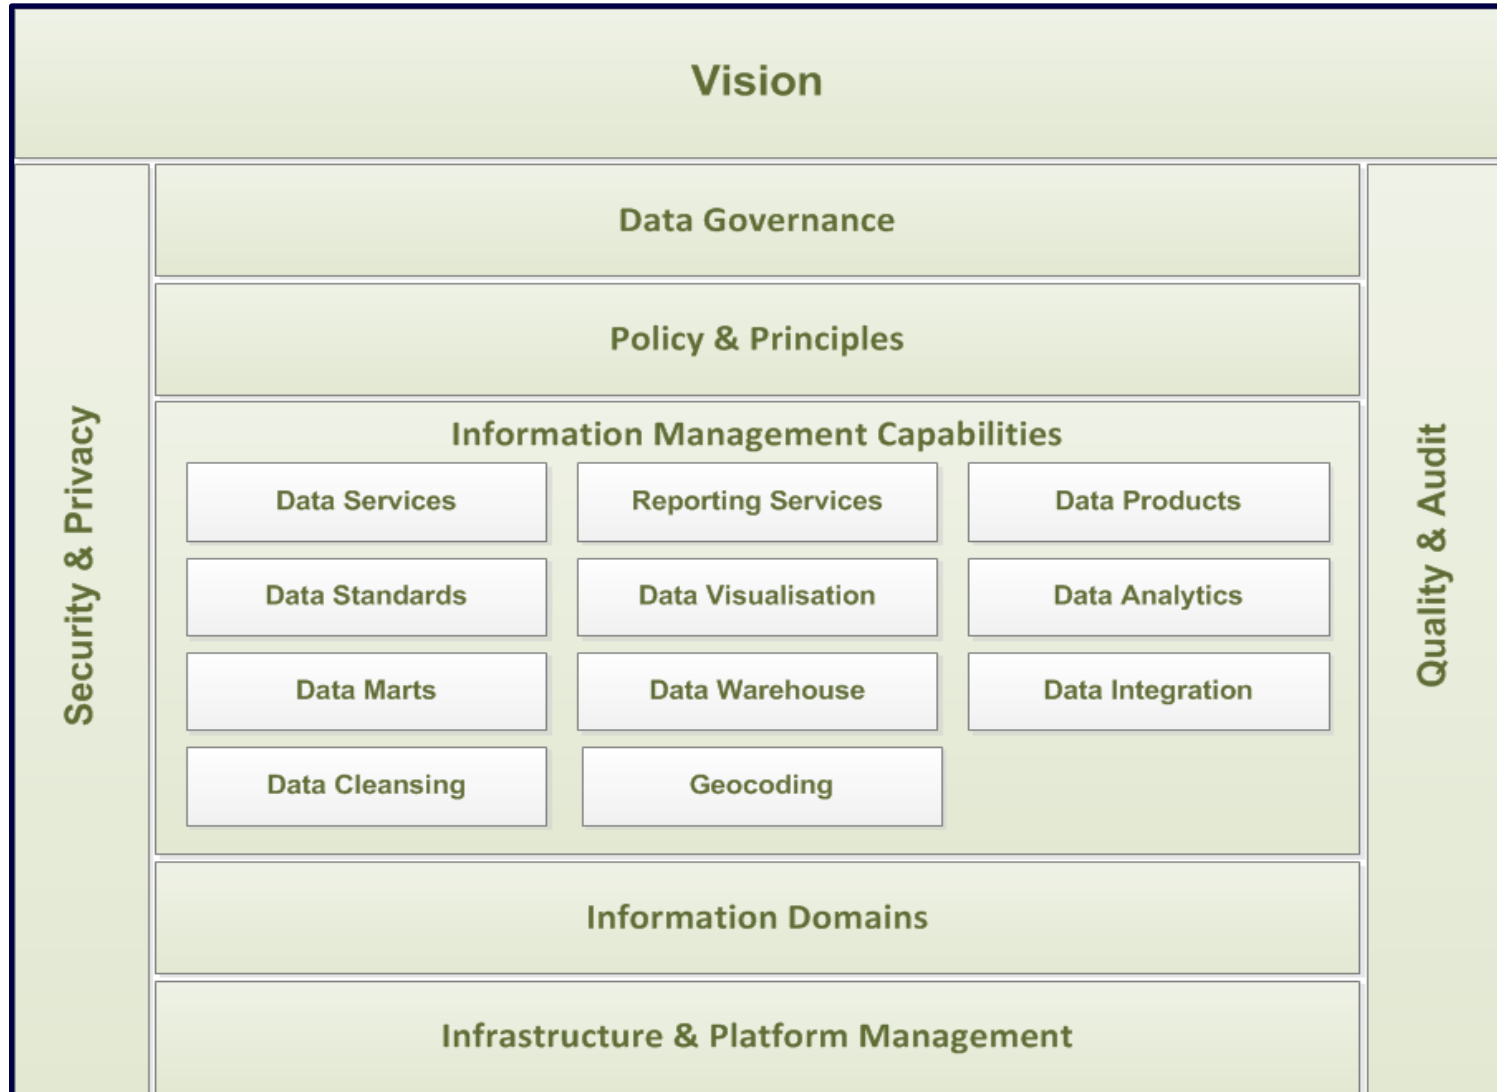 Vision
Security & Privacy
Data Governance
Policy & Principles
Information Management Capabilities
Data Services
Reporting Services
Data Products
Data Standards
Data Visualisation
Data Analytics
Data Marts
Data Warehouse
Data Integration
Data Cleansing
Geocoding
Information Domains
Infrastructure & Platform Management
Quality & Audit